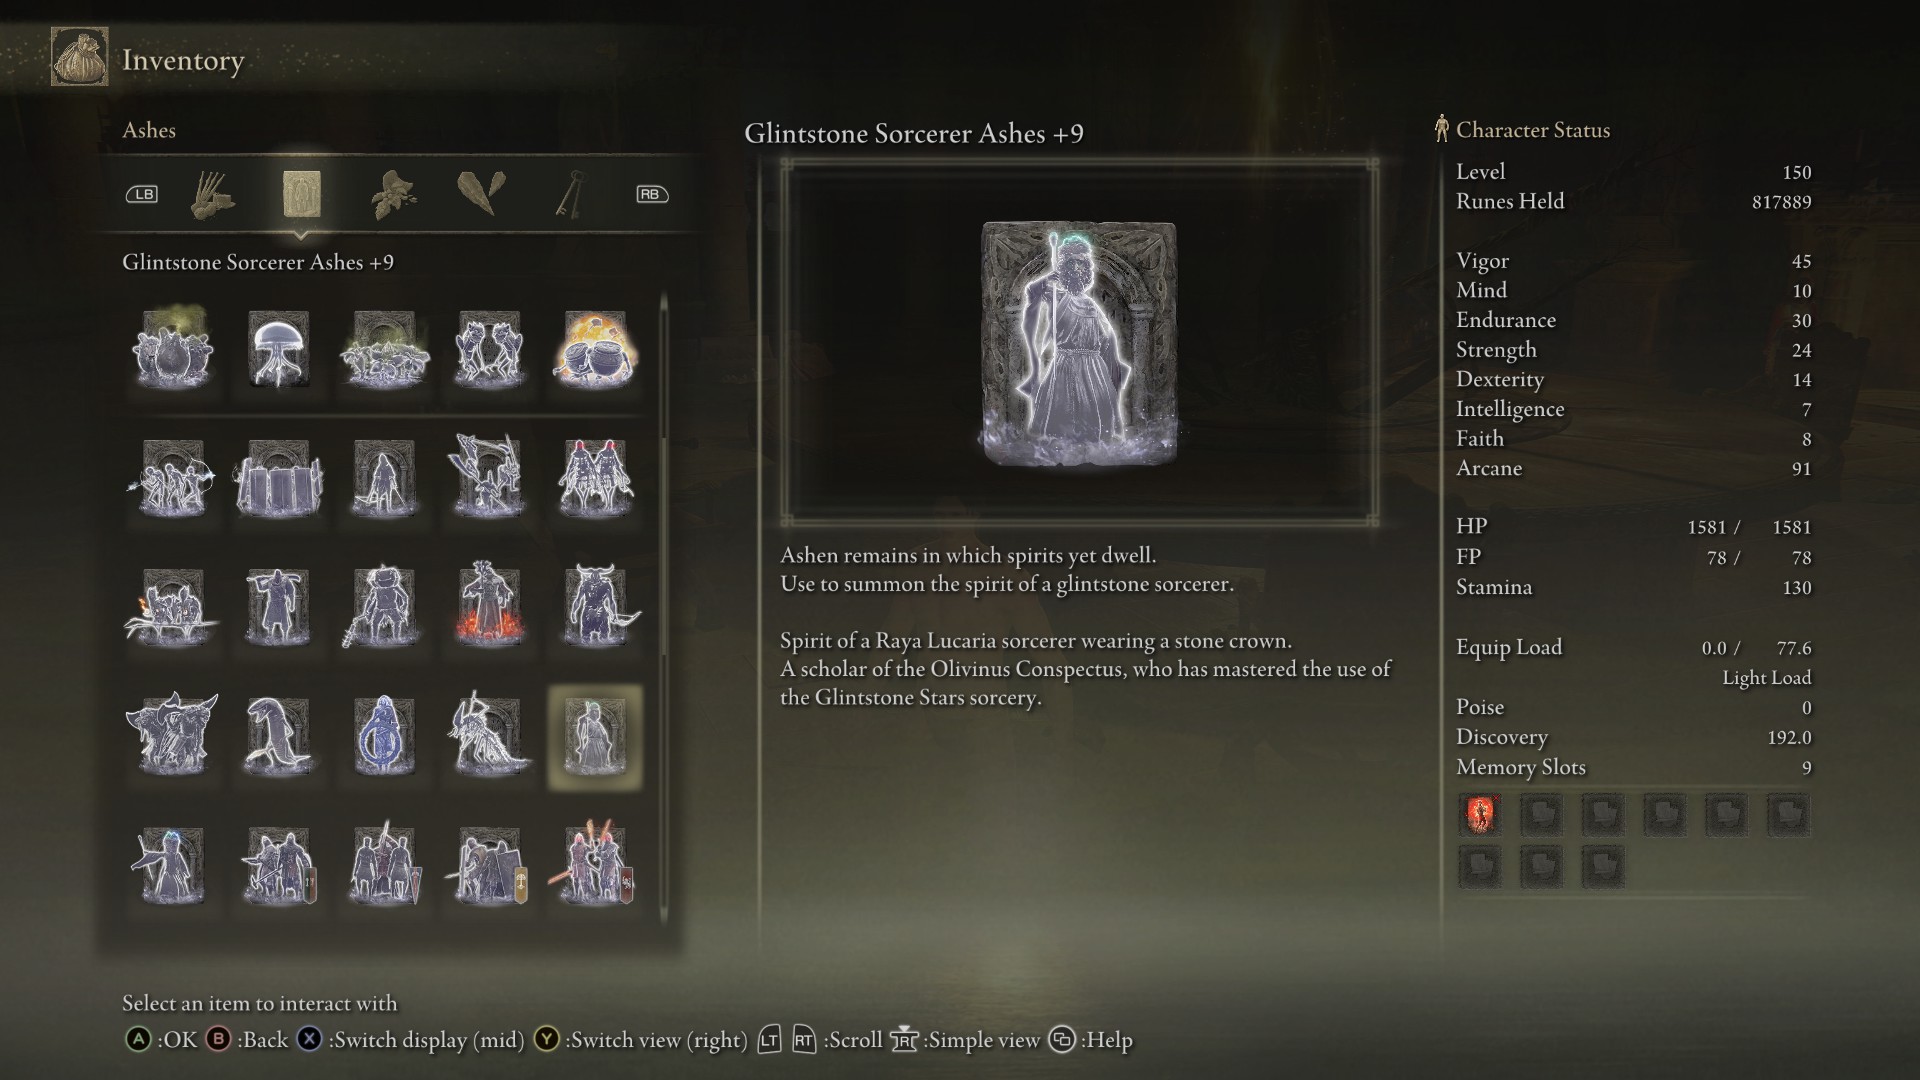 Inventory
Ashes
LB
RB
Glintstone Sorcerer Ashes +9
Glintstone Sorcerer Ashes +9
Ashen remains in which spirits yet dwell.
Use to summon the spirit of a glintstone sorcerer.
Spirit of a Raya Lucaria sorcerer wearing a stone crown.
A scholar of the Olivinus Conspectus, who has mastered the use of
the Glintstone Stars sorcery.
Character Status
Level 150
Runes Held 817889
Vigor 45
Mind 10
Endurance 30
Strength 24
Dexterity 14
Intelligence 7
Faith 8
Arcane 91
HP 1581 / 1581
FP 78 / 78
Stamina 130
Equip Load 0.0 / 77.6
Light Load
Poise 0
Discovery 192.0
Memory Slots 9
Select an item to interact with
A :OK B :Back X :Switch display (mid) Y :Switch view (right) LT RT :Scroll R :Simple view :Help